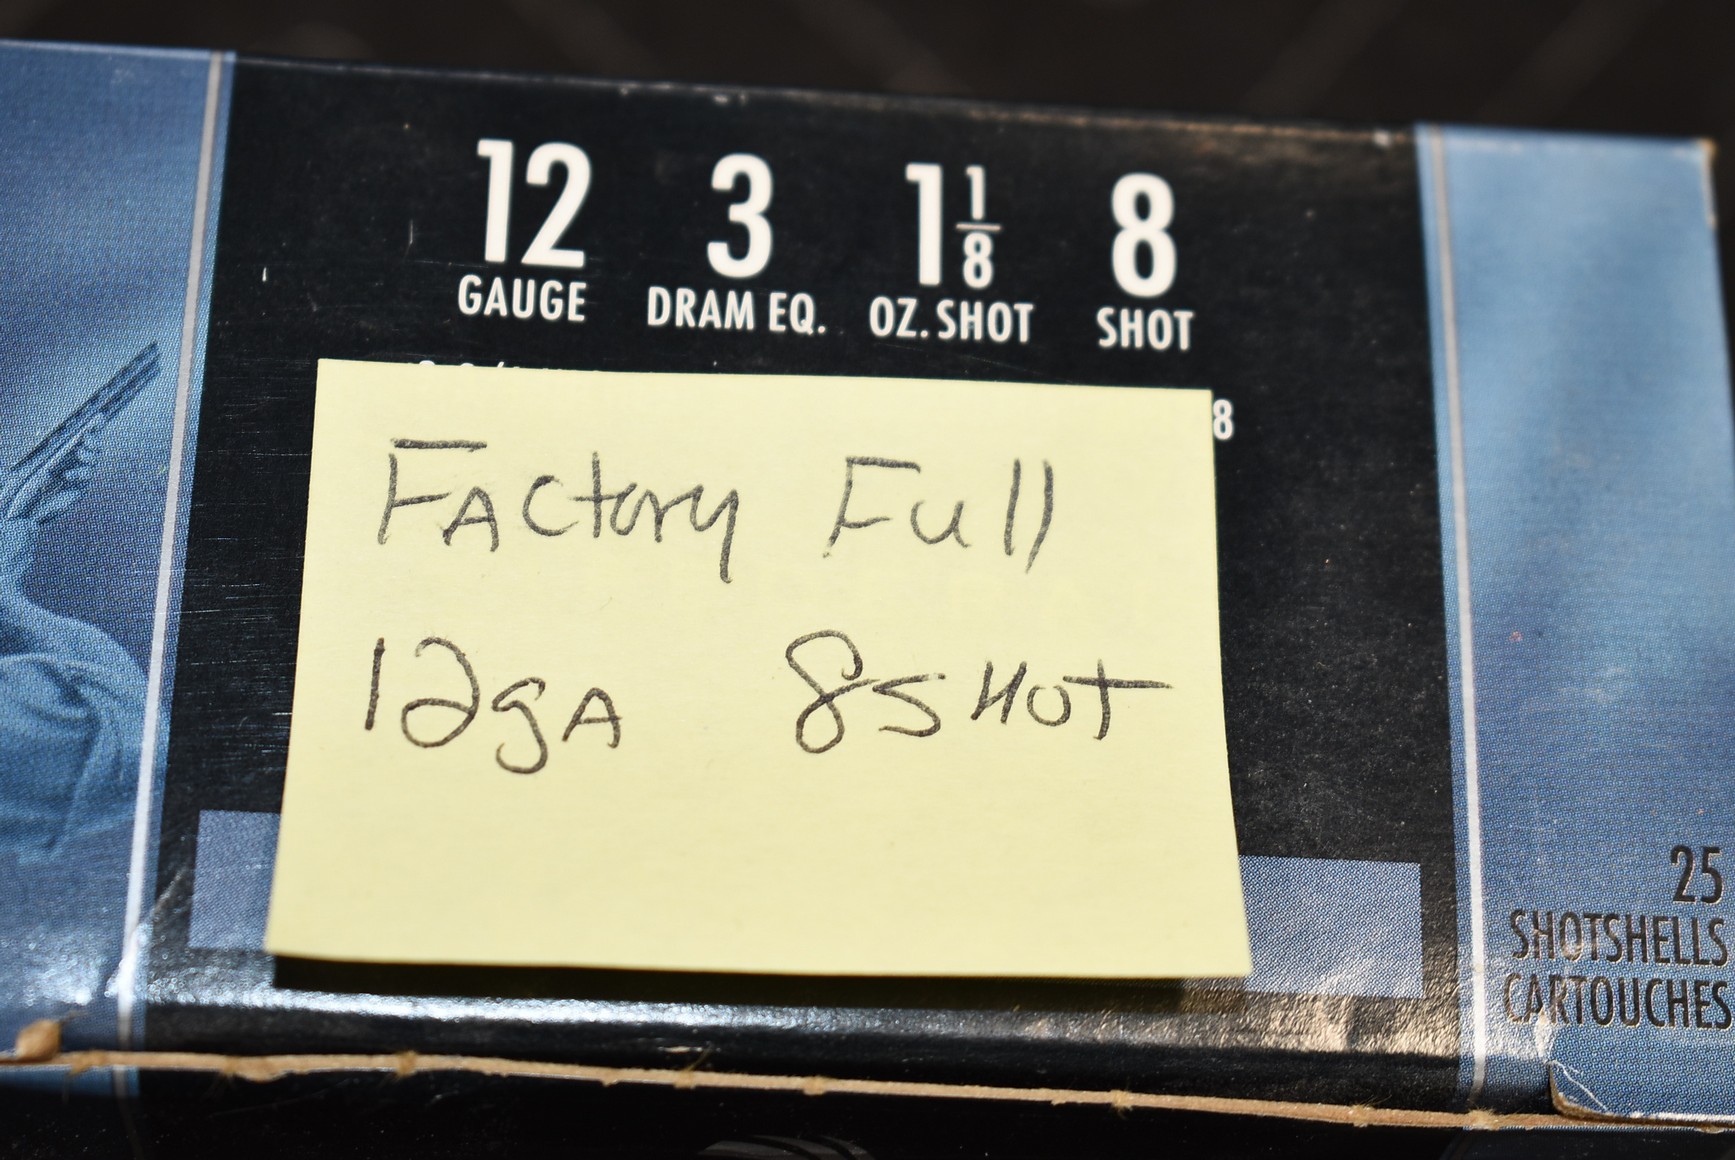 12 3 1 1/8 8
GAUGE DRAM EQ. OZ. SHOT SHOT
8
FActory Full
12gA 8SHOT
25
SHOTSHELLS
CARTOUCHES